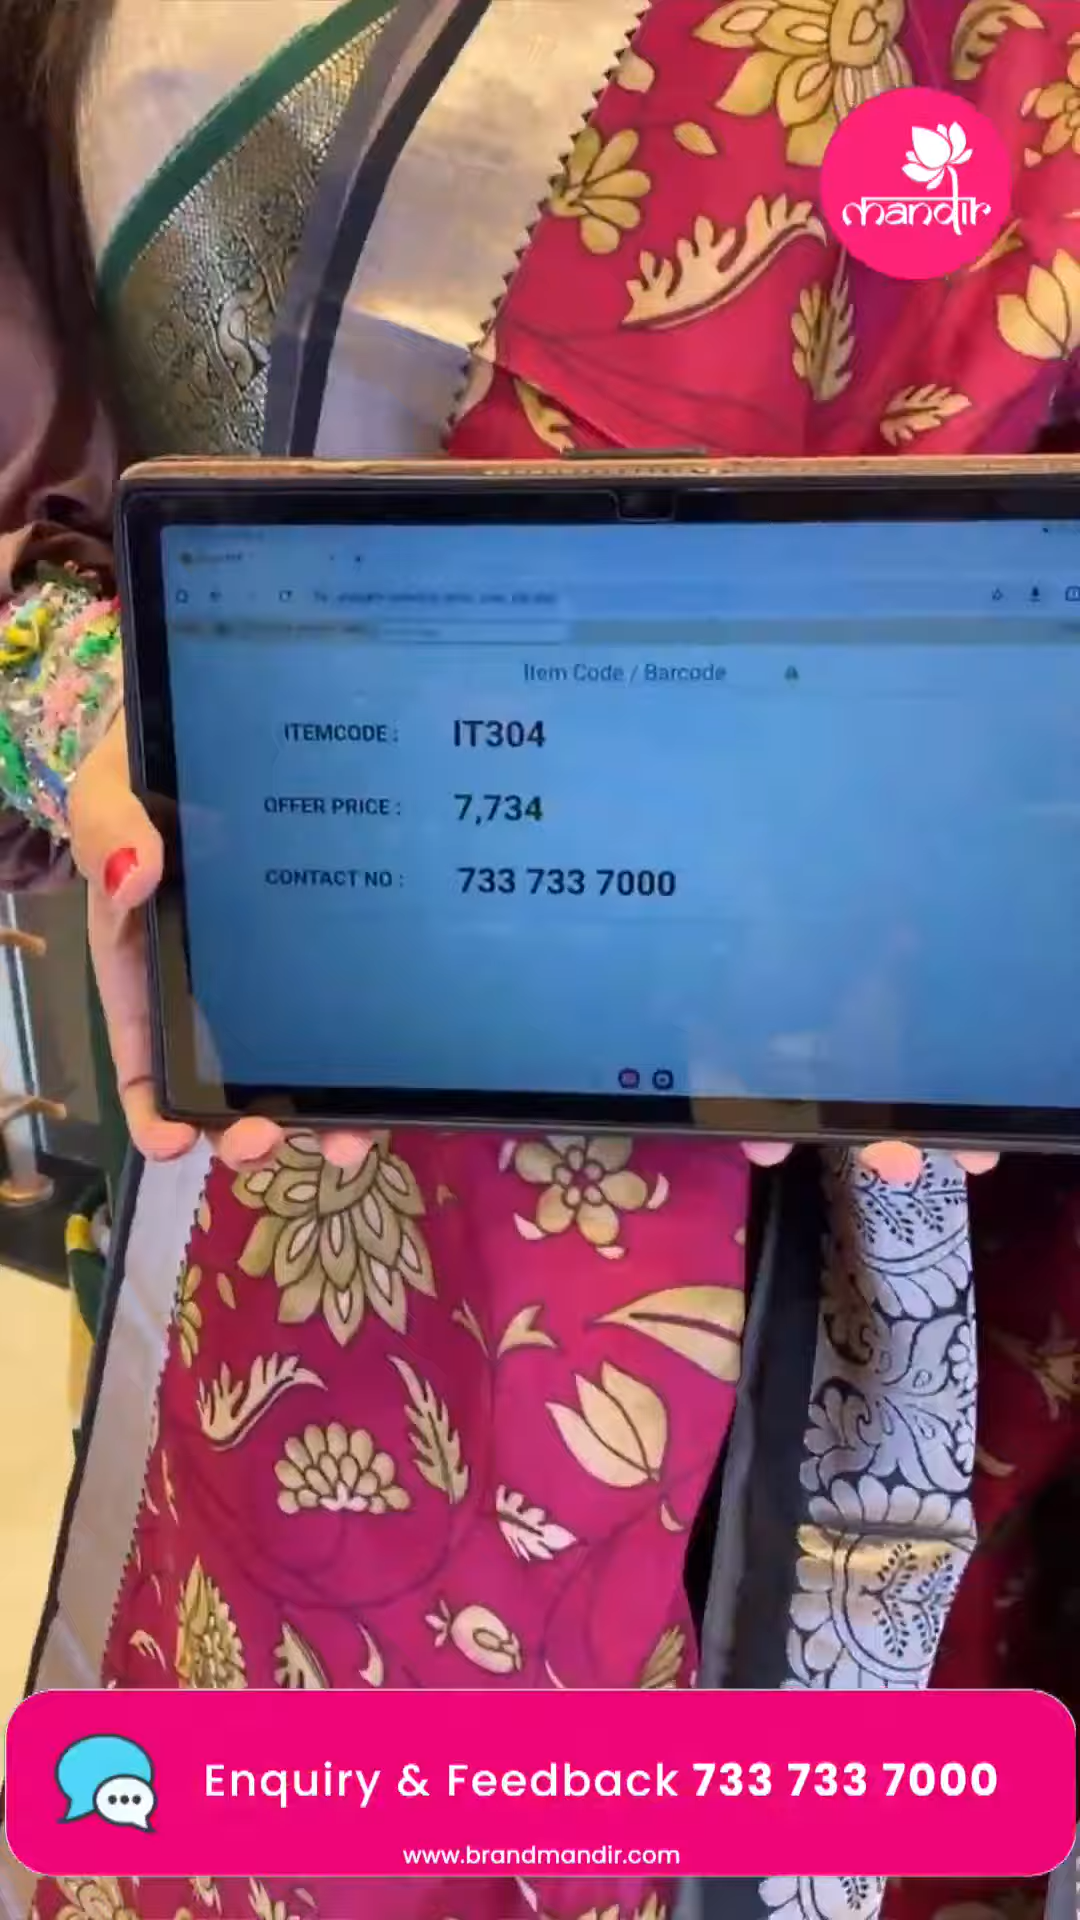 mandir
Item Code / Barcode
ITEMCODE : IT304
OFFER PRICE : 7,734
CONTACT NO : 733 733 7000
Enquiry & Feedback 733 733 7000
www.brandmandir.com